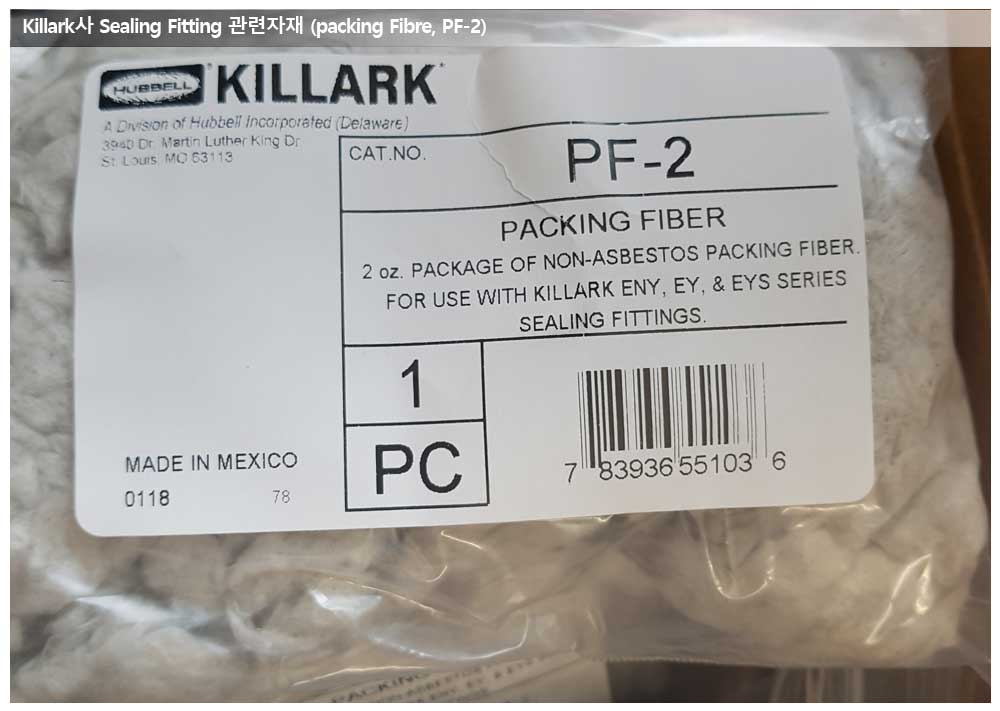 Killark사 Sealing Fitting 관련자재 (packing Fibre, PF-2)
HUBBELL KILLARK
A Division of Hubbell Incorporated (Delaware)
3940 Dr. Martin Luther King Dr.
St. Louis, MO 63113
CAT.NO. PF-2
PACKING FIBER
2 oz. PACKAGE OF NON-ASBESTOS PACKING FIBER.
FOR USE WITH KILLARK ENY, EY, & EYS SERIES
SEALING FITTINGS.
1
PC
7 83936 55103 6
MADE IN MEXICO
0118 78
PACKING